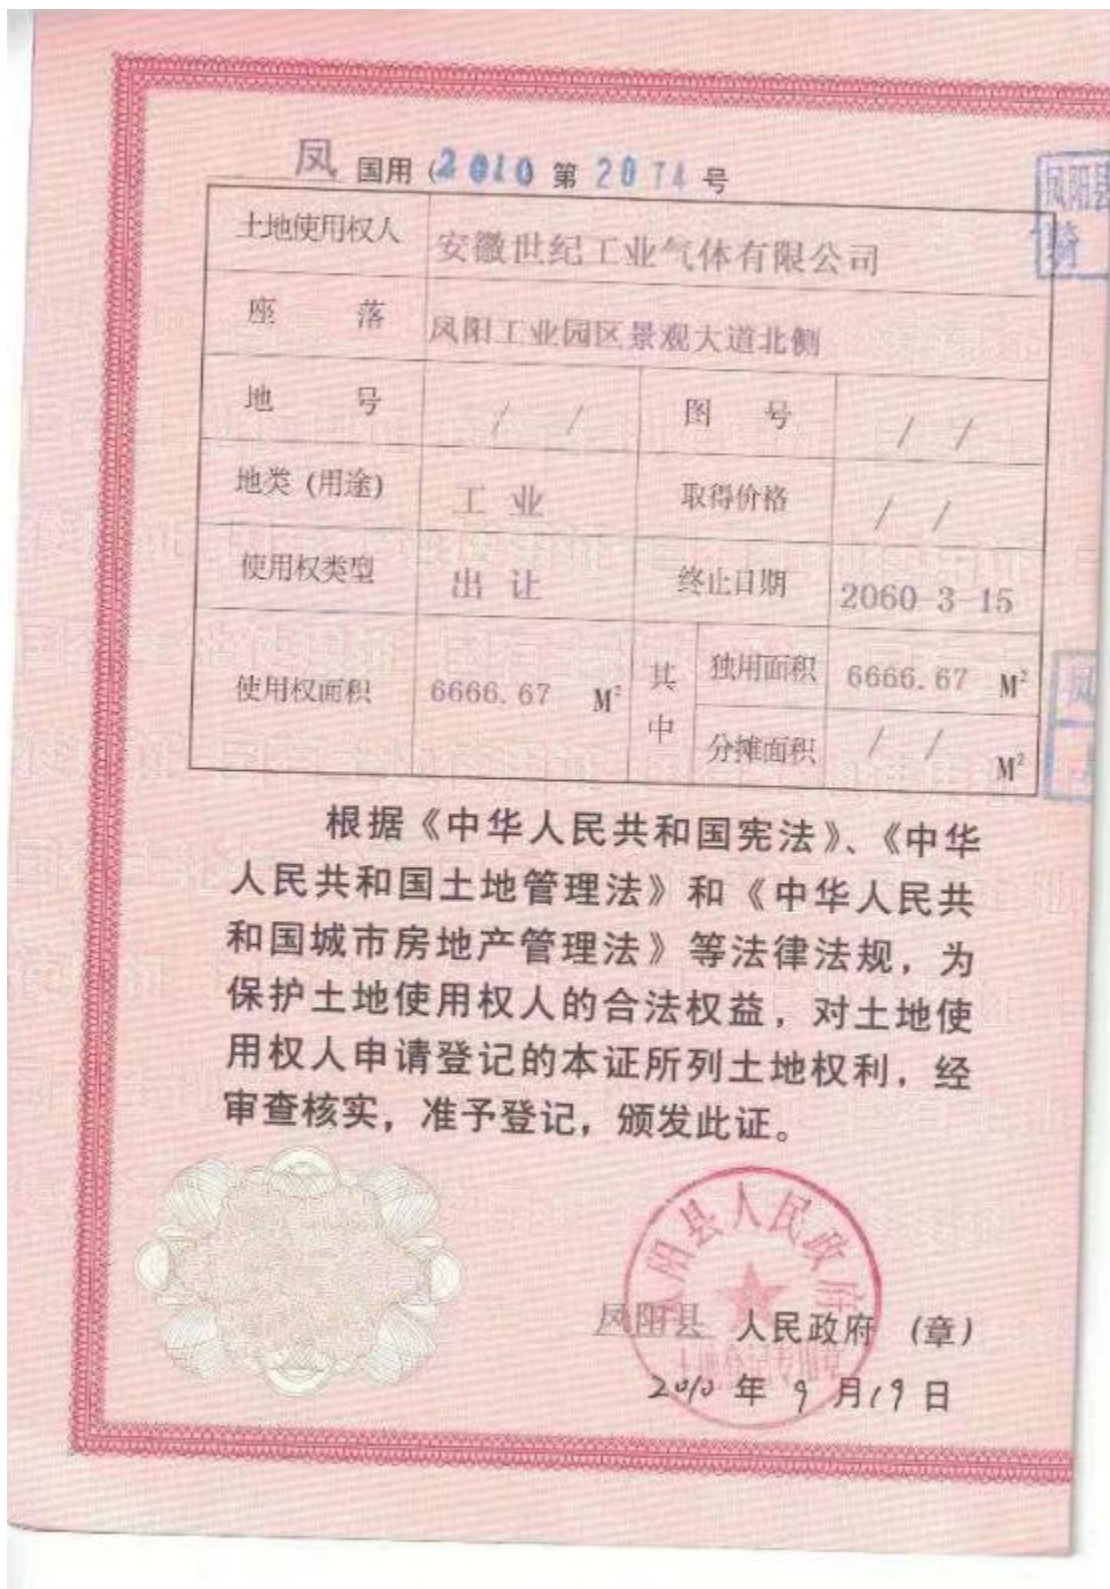 凤 国用 (2010 第 2074 号
土地使用权人 安徽世纪工业气体有限公司
座 落 凤阳工业园区景观大道北侧
地 号 / / 图 号 / /
地类 (用途) 工 业 取得价格 / /
使用权类型 出 让 终止日期 2060-3-15
使用权面积 6666.67 M² 其中 独用面积 6666.67 M²
分摊面积 / / M²
根据《中华人民共和国宪法》、《中华
人民共和国土地管理法》和《中华人民共
和国城市房地产管理法》等法律法规，为
保护土地使用权人的合法权益，对土地使
用权人申请登记的本证所列土地权利，经
审查核实，准予登记，颁发此证。
凤阳县人民政府
凤阳县 人民政府 (章)
2010 年 9 月 19 日
凤阳县
骑
凤